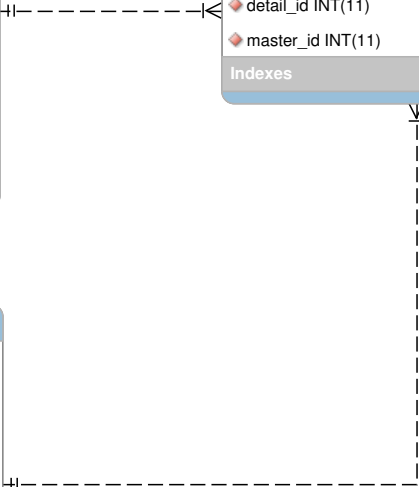 detail_id INT(11)
master_id INT(11)
Indexes